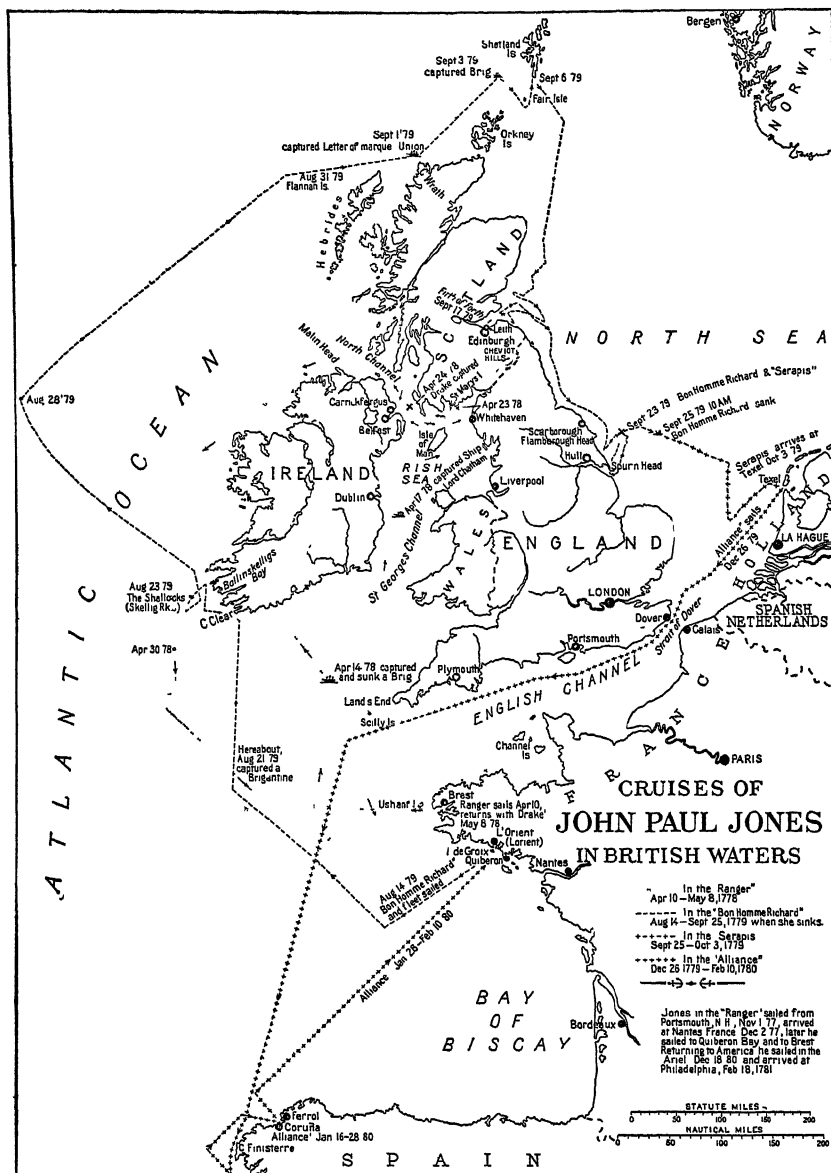 Bergen
NORWAY
Shetland
Is
Sept 3 79
captured Brig
Sept 6 79
Fair Isle
Sept 1'79
captured Letter of marque Union
Orkney
Is
Aug 31 79
Flannan Is.
Wrath
Hebrides
SCOTLAND
Firth of Forth
Sept 17 79
Leith
Edinburgh
CHEVIOT
HILLS
NORTH SEA
North Channel
Malin Head
Apr 24 78
Drake captured
St Mary's I
Aug 28'79
Carrickfergus
Belfast
Apr 23 78
Whitehaven
Sept 23 79 Bon Homme Richard & "Serapis"
Sept 25 79 10 AM
Bon Homme Richard sank
Scarborough
Flamborough Head
Hull
Spurn Head
Isle
of
Man
RISH
SEA
IRELAND
Dublin
Apr 17 78 captured Ship
Lord Chatham
Liverpool
Serapis arrives at
Texel Oct 3 79
Texel
Alliance sails
Dec 26 79
HOLLAND
LA HAGUE
ATLANTIC OCEAN
St Georges Channel
WALES
ENGLAND
Ballinskelligs
Bay
Aug 23 79
The Shallocks
(Skellig Rk..)
C Clear
LONDON
Dover
Strait of Dover
Calais
SPANISH
NETHERLANDS
Apr 30 78
Apr 14 78 captured
and sunk a Brig
Plymouth
Portsmouth
Lands End
Scilly Is
ENGLISH CHANNEL
Channel
Is
FRANCE
PARIS
Hereabout,
Aug 21 79
captured a
Brigantine
Ushant I
Brest
Ranger sails Apr 10,
returns with Drake'
May 8 78
L'Orient
(Lorient)
I de Groix
Quiberon
Nantes
Aug 14 79
Bon Homme Richard"
and fleet sailed
Alliance Jan 28-Feb 10 80
BAY
OF
BISCAY
Bordeaux
Ferrol
Coruña
Alliance' Jan 16-28 80
C Finisterre
SPAIN
CRUISES OF
JOHN PAUL JONES
IN BRITISH WATERS
In the Ranger"
Apr 10—May 8, 1778
In the "Bon Homme Richard"
Aug 14—Sept 25, 1779 when she sinks.
In the Serapis
Sept 25—Oct 3, 1779
In the 'Alliance"
Dec 26 1779—Feb 10, 1780
Jones in the "Ranger' sailed from
Portsmouth, N H, Nov 1 77, arrived
at Nantes France Dec 2 77, later he
sailed to Quiberon Bay and to Brest
Returning to America he sailed in the
Ariel Dec 18 80 and arrived at
Philadelphia, Feb 18, 1781
STATUTE MILES
0 50 100 150 200
NAUTICAL MILES
0 50 100 150 200